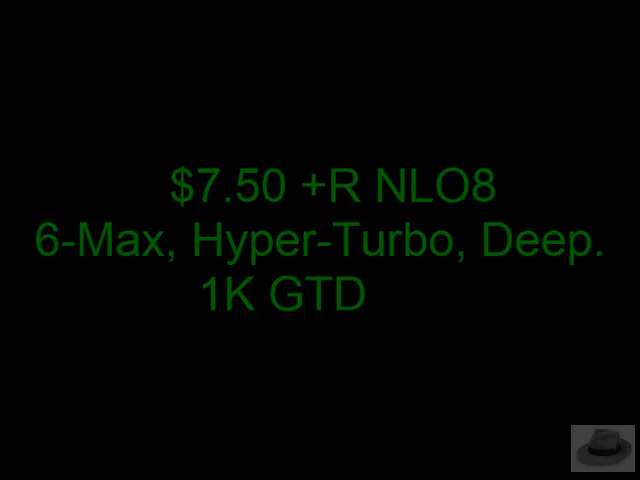 $7.50 +R NLO8
6-Max, Hyper-Turbo, Deep.
1K GTD